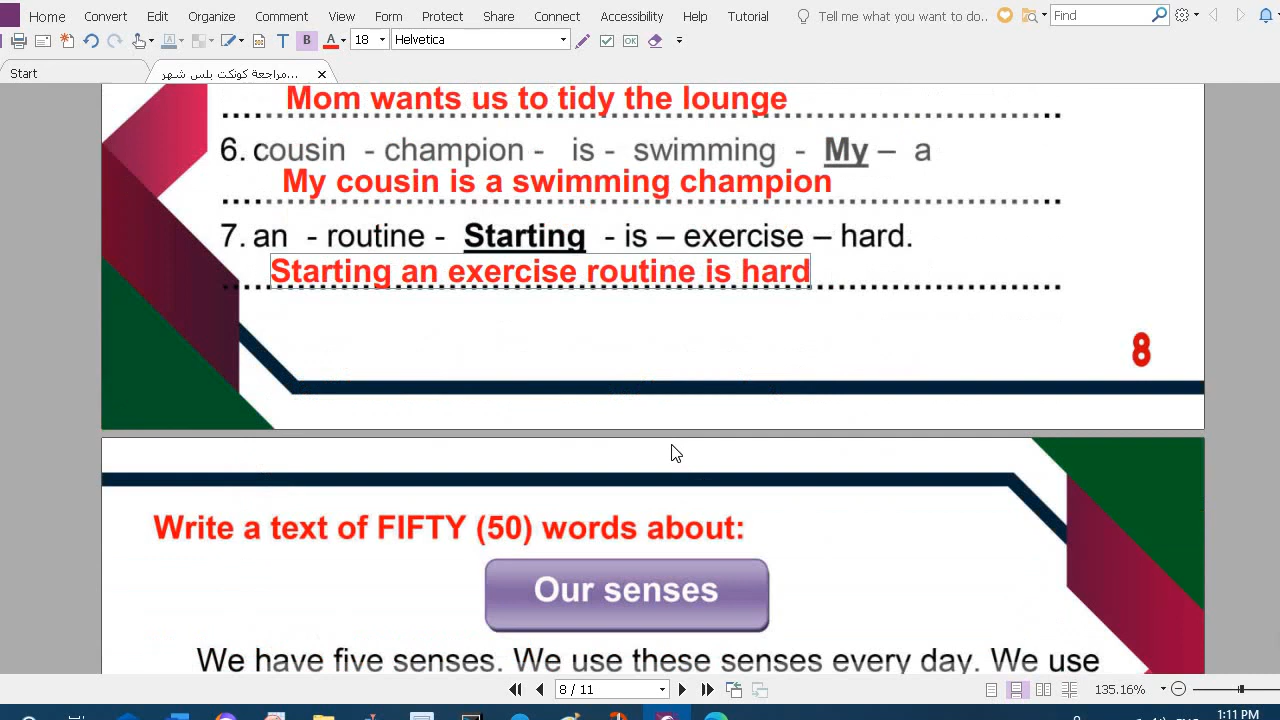 Home Convert Edit Organize Comment View Form Protect Share Connect Accessibility Help Tutorial Tell me what you want to do.. Find
18 Helvetica
Start مراجعة كونكت بلس شهر...
Mom wants us to tidy the lounge
6. cousin - champion - is - swimming - My – a
My cousin is a swimming champion
7. an - routine - Starting - is – exercise – hard.
Starting an exercise routine is hard
8
Write a text of FIFTY (50) words about:
Our senses
We have five senses. We use these senses every day. We use
8 / 11 135.16%
1:11 PM